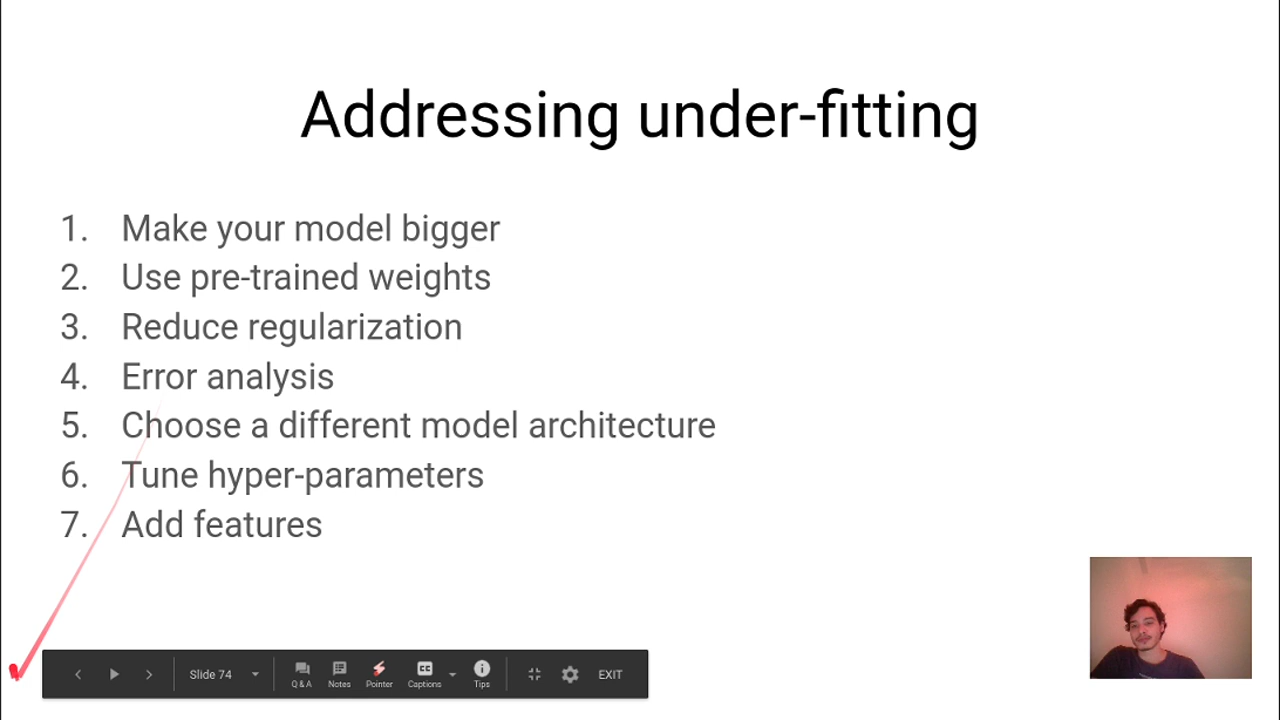 Addressing under-fitting
1. Make your model bigger
2. Use pre-trained weights
3. Reduce regularization
4. Error analysis
5. Choose a different model architecture
6. Tune hyper-parameters
7. Add features
Slide 74
Q & A
Notes
Pointer
CC
Captions
Tips
EXIT